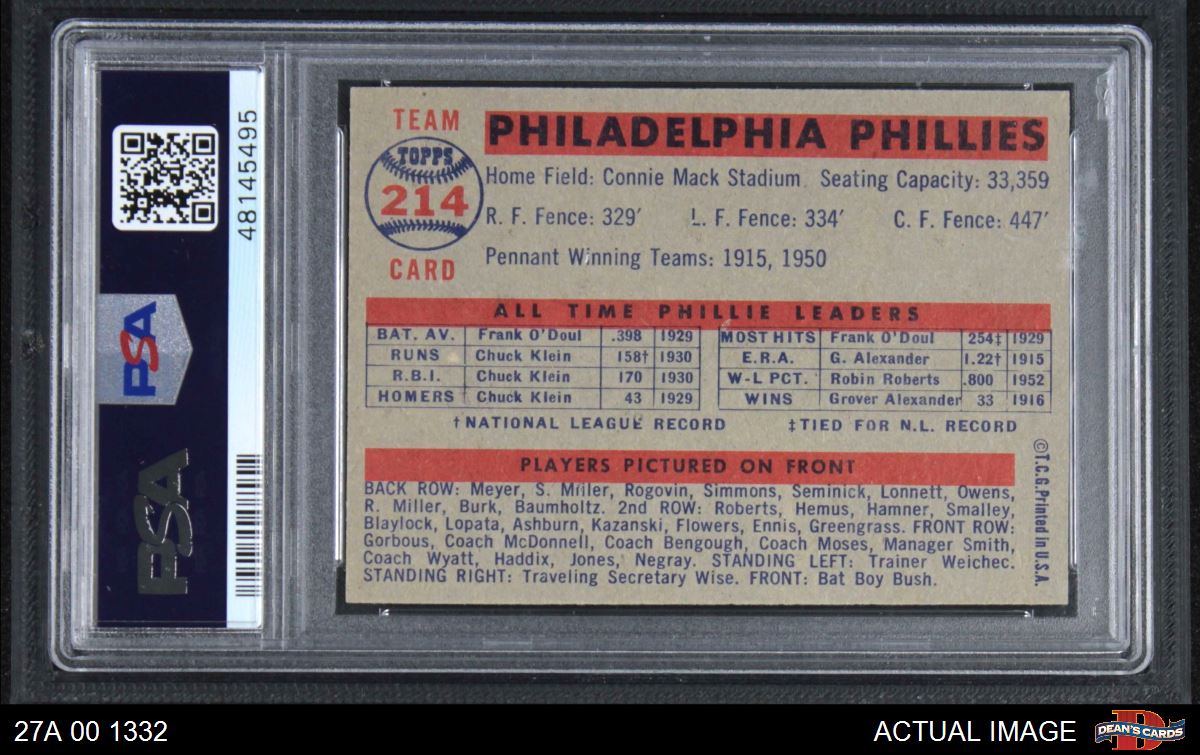 48145495
PSA
PSA
TEAM
TOPPS
214
CARD
PHILADELPHIA PHILLIES
Home Field: Connie Mack Stadium. Seating Capacity: 33,359
R. F. Fence: 329′ L. F. Fence: 334′ C. F. Fence: 447′
Pennant Winning Teams: 1915, 1950
ALL TIME PHILLIE LEADERS
BAT. AV. Frank O'Doul .398 1929 MOST HITS Frank O'Doul 254‡ 1929
RUNS Chuck Klein 158† 1930 E.R.A. G. Alexander 1.22† 1915
R.B.I. Chuck Klein 170 1930 W-L PCT. Robin Roberts .800 1952
HOMERS Chuck Klein 43 1929 WINS Grover Alexander 33 1916
†NATIONAL LEAGUE RECORD ‡TIED FOR N.L. RECORD
PLAYERS PICTURED ON FRONT
BACK ROW: Meyer, S. Miller, Rogovin, Simmons, Seminick, Lonnett, Owens,
R. Miller, Burk, Baumholtz. 2nd ROW: Roberts, Hemus, Hamner, Smalley,
Blaylock, Lopata, Ashburn, Kazanski, Flowers, Ennis, Greengrass. FRONT ROW:
Gorbous, Coach McDonnell, Coach Bengough, Coach Moses, Manager Smith,
Coach Wyatt, Haddix, Jones, Negray. STANDING LEFT: Trainer Weichec.
STANDING RIGHT: Traveling Secretary Wise. FRONT: Bat Boy Bush.
©T.C.G. Printed in U.S.A.
27A 00 1332
ACTUAL IMAGE
D
DEAN'S CARDS